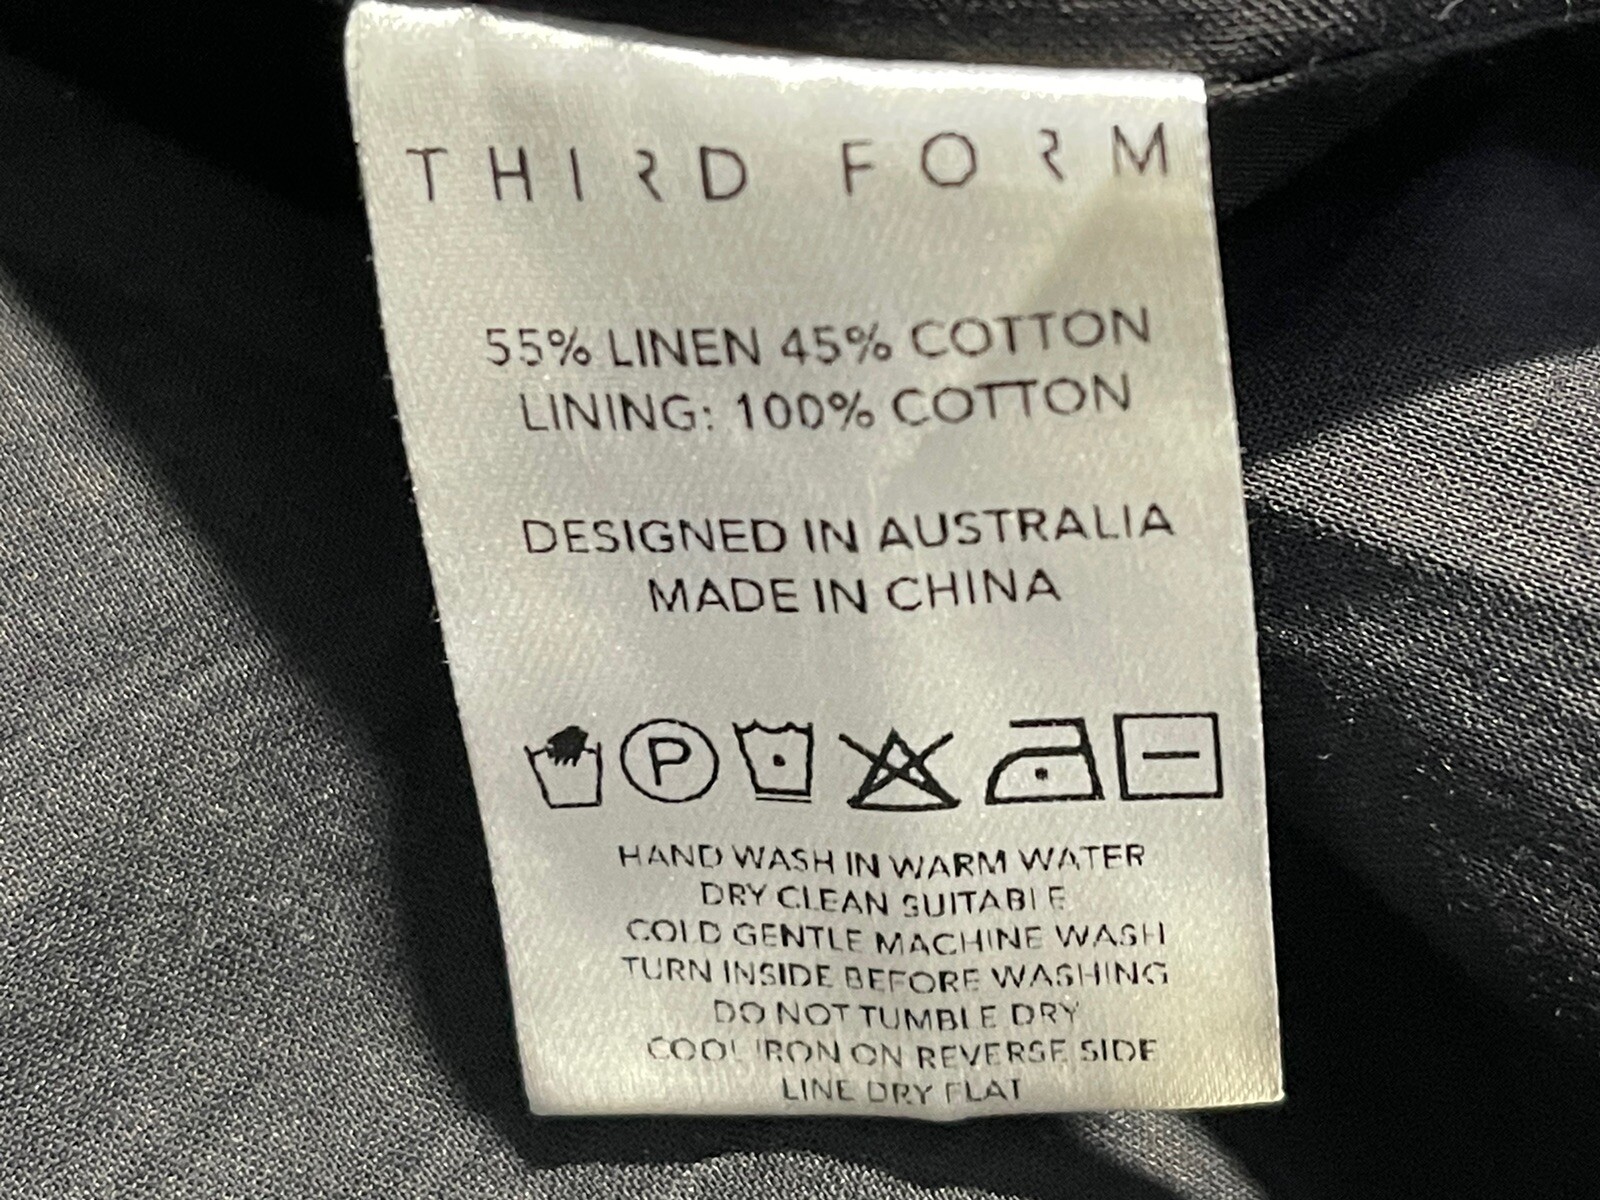 THIRD FORM
55% LINEN 45% COTTON
LINING: 100% COTTON
DESIGNED IN AUSTRALIA
MADE IN CHINA
P
HAND WASH IN WARM WATER
DRY CLEAN SUITABLE
COLD GENTLE MACHINE WASH
TURN INSIDE BEFORE WASHING
DO NOT TUMBLE DRY
COOL IRON ON REVERSE SIDE
LINE DRY FLAT